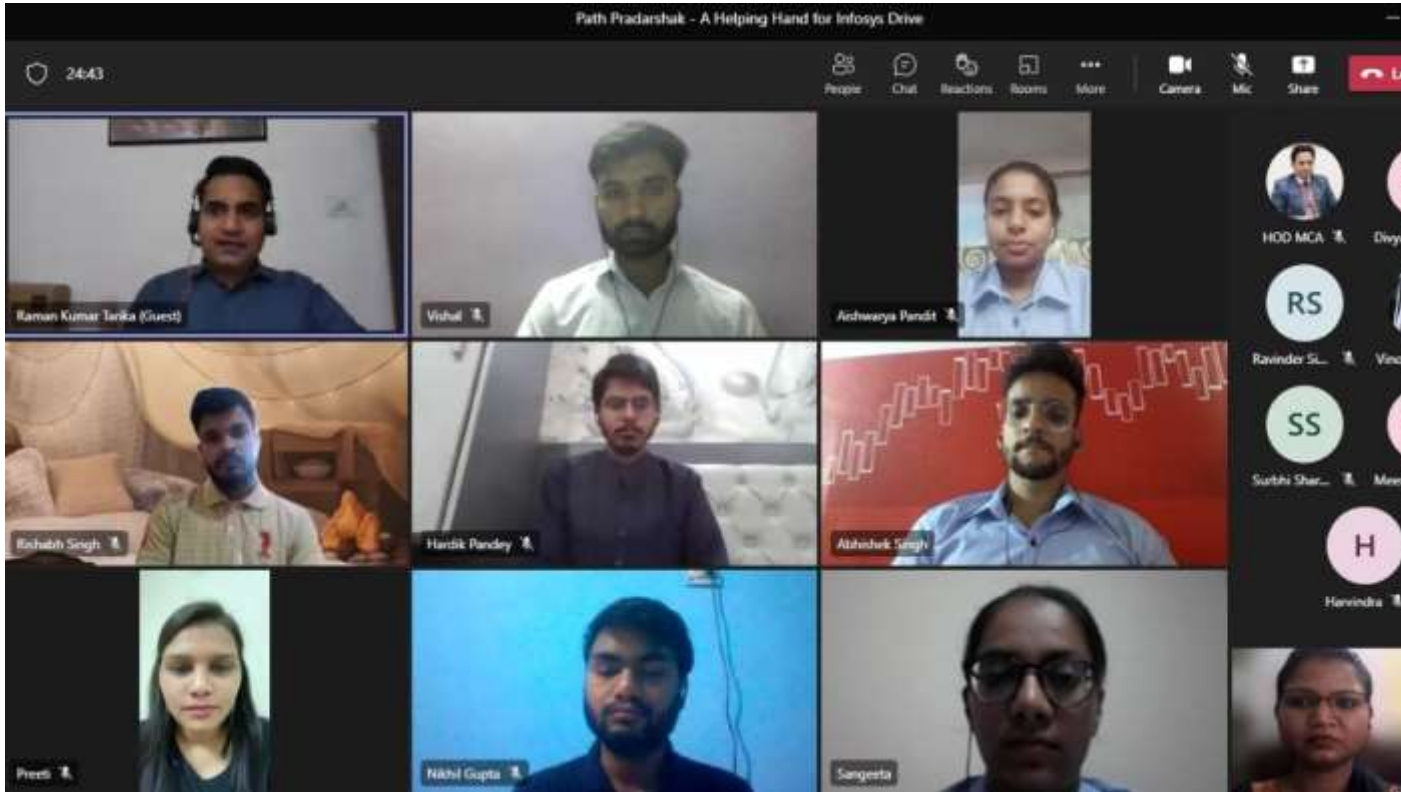 Path Pradarshak - A Helping Hand for Infosys Drive
24:43
People Chat Reactions Rooms More Camera Mic Share
Raman Kumar Tarika (Guest)
Vishal
Aishwarya Pandit
HOD MCA
RS
Ravinder Si...
SS
Surbhi Shar...
H
Harvindra
Rishabh Singh
Hardik Pandey
Abhishek Singh
Preeti
Nikhil Gupta
Sangeeta